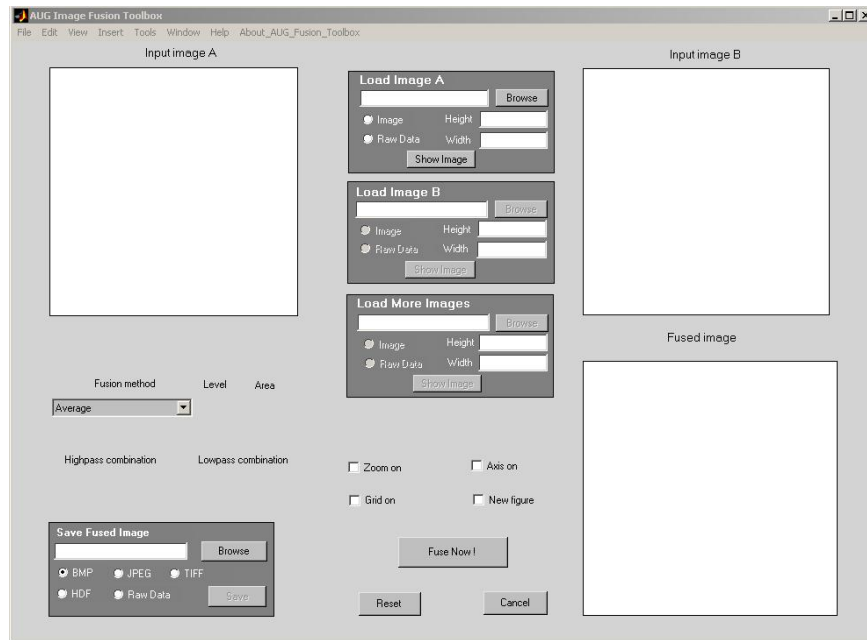 AUG Image Fusion Toolbox
File Edit View Insert Tools Window Help About_AUG_Fusion_Toolbox
Input image A
Input image B
Load Image A
Browse
Image Height
Raw Data Width
Show Image
Load Image B
Browse
Image Height
Raw Data Width
Show Image
Load More Images
Browse
Image Height
Raw Data Width
Show Image
Fused image
Fusion method Level Area
Average
Highpass combination Lowpass combination
Zoom on Axis on
Grid on New figure
Save Fused Image
Browse
BMP JPEG TIFF
HDF Raw Data Save
Fuse Now !
Reset Cancel